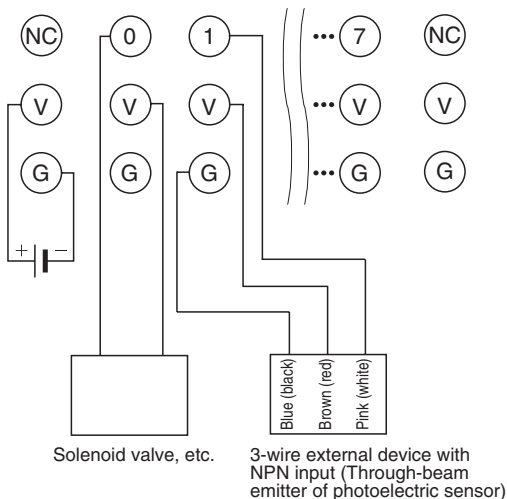 NC 0 1 ••• 7 NC
V V V ••• V V
G G G ••• G G
+ −
Blue (black)
Brown (red)
Pink (white)
Solenoid valve, etc.
3-wire external device with
NPN input (Through-beam
emitter of photoelectric sensor)